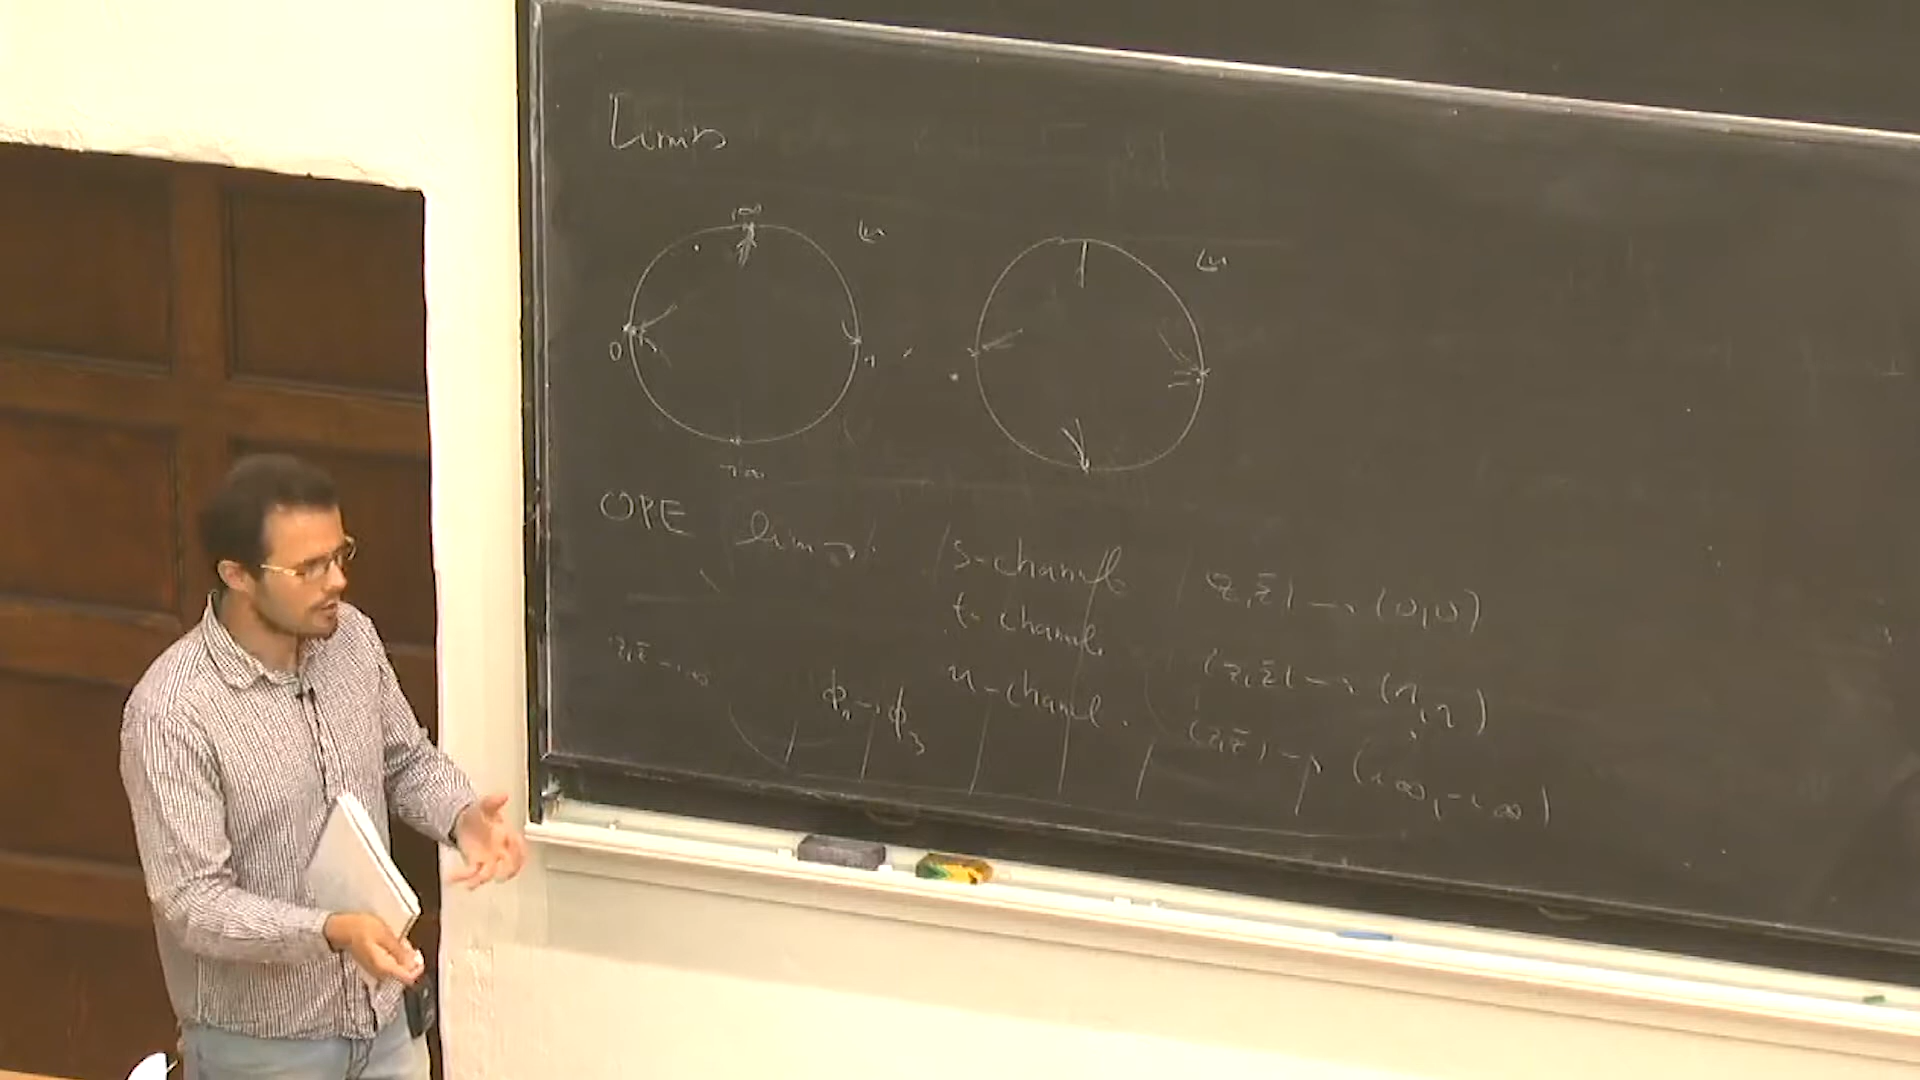 Limits
i∞
0
1
-i∞
OPE limits
s-channel (z,z̄) → (0,0)
t-channel (z,z̄) → (1,1)
u-channel. (z,z̄) → (i∞,-i∞)
z,z̄ → i∞
ϕ₁ → ϕ₃